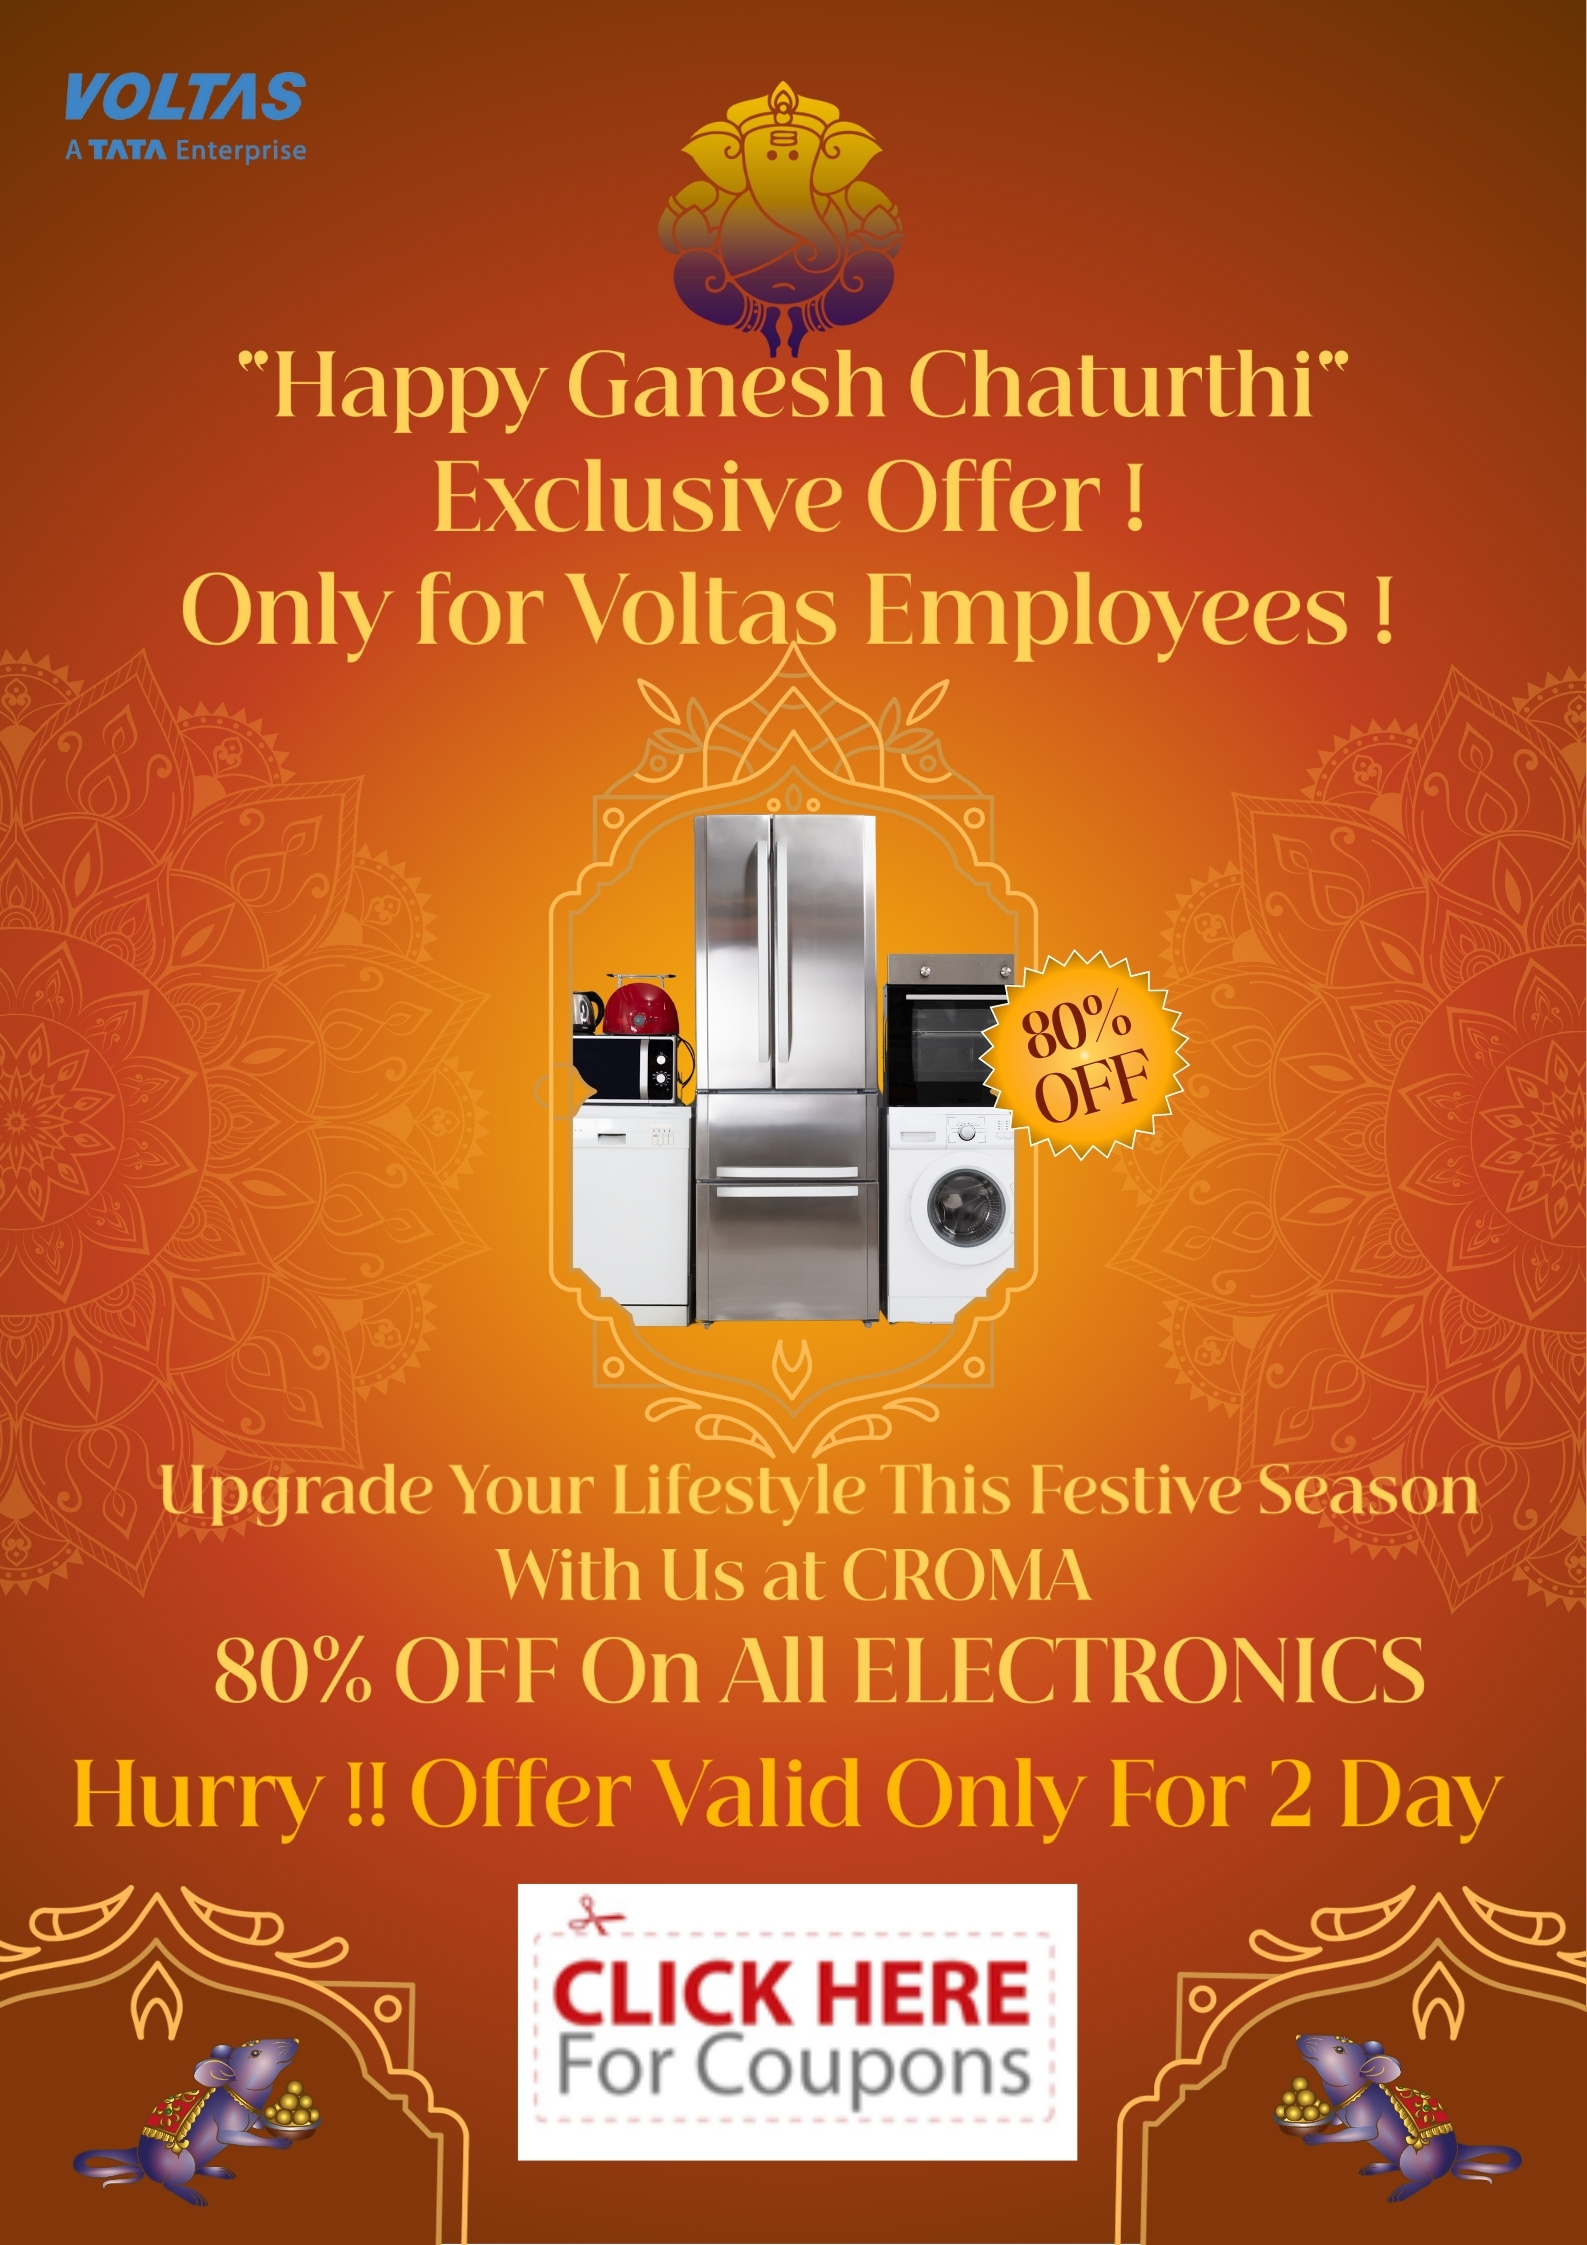 VOLTAS
A TATA Enterprise
"Happy Ganesh Chaturthi"
Exclusive Offer !
Only for Voltas Employees !
80%
OFF
Upgrade Your Lifestyle This Festive Season
With Us at CROMA
80% OFF On All ELECTRONICS
Hurry !! Offer Valid Only For 2 Day
CLICK HERE
For Coupons